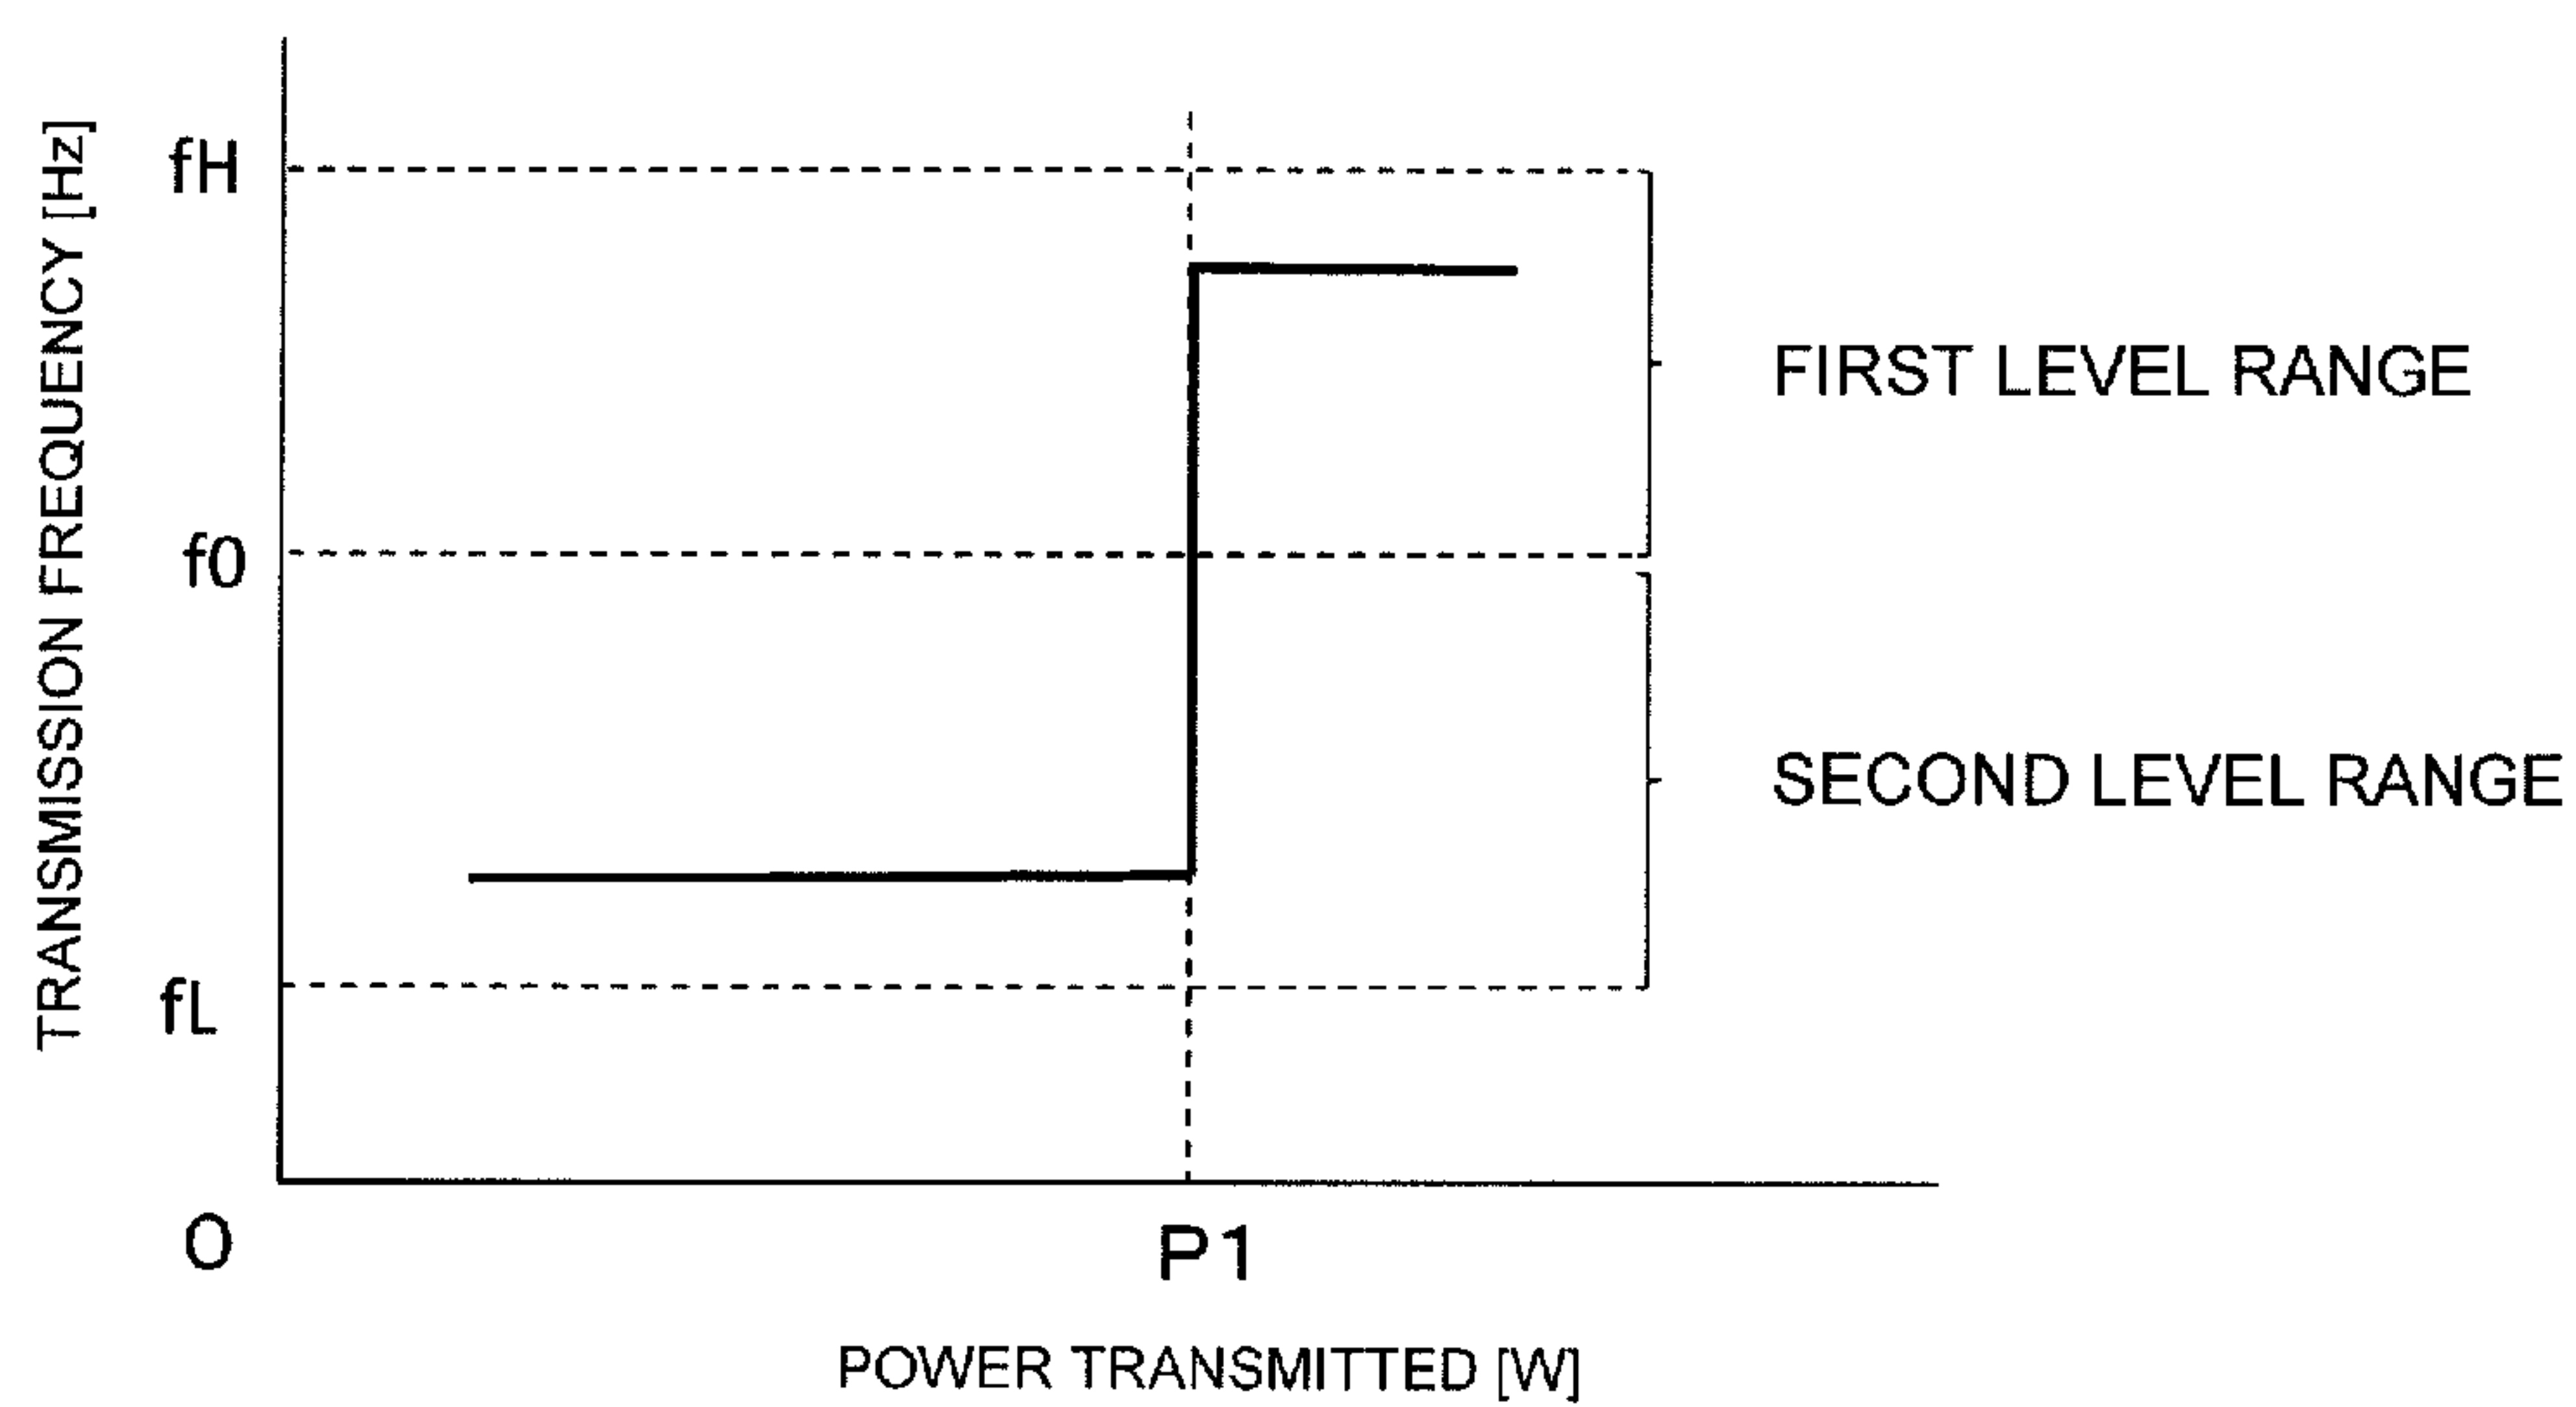 TRANSMISSION FREQUENCY [Hz]
fH
FIRST LEVEL RANGE
f0
SECOND LEVEL RANGE
fL
O
P1
POWER TRANSMITTED [W]